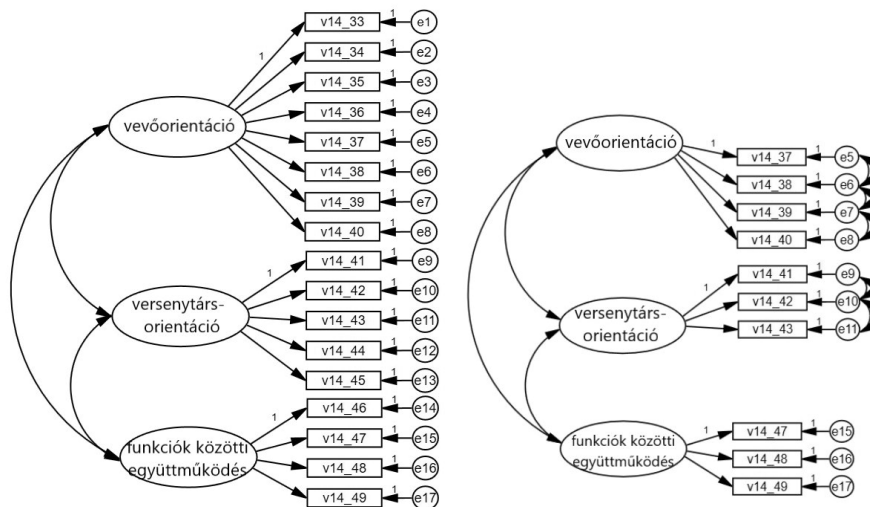 1
v14_33
1
e1
v14_34
1
e2
v14_35
1
e3
v14_36
1
e4
vevőorientáció
v14_37
1
e5
v14_38
1
e6
v14_39
1
e7
v14_40
1
e8
1
v14_41
1
e9
v14_42
1
e10
versenytárs-
orientáció
v14_43
1
e11
v14_44
1
e12
v14_45
1
e13
1
v14_46
1
e14
funkciók közötti
együttműködés
v14_47
1
e15
v14_48
1
e16
v14_49
1
e17
vevőorientáció
1
v14_37
1
e5
v14_38
1
e6
v14_39
1
e7
v14_40
1
e8
1
v14_41
1
e9
versenytárs-
orientáció
v14_42
1
e10
v14_43
1
e11
funkciók közötti
együttműködés
1
v14_47
1
e15
v14_48
1
e16
v14_49
1
e17